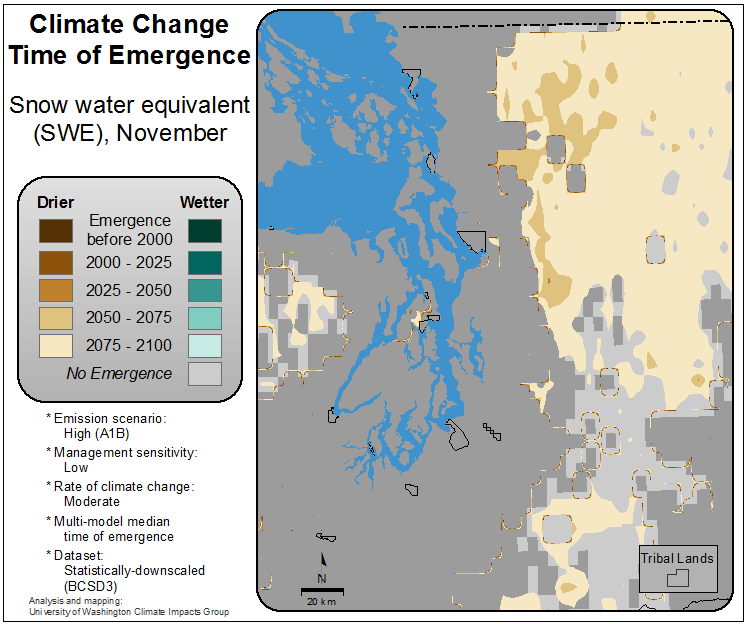 Climate Change
Time of Emergence
Snow water equivalent
(SWE), November
Drier Wetter
Emergence
before 2000
2000 - 2025
2025 - 2050
2050 - 2075
2075 - 2100
No Emergence
* Emission scenario:
High (A1B)
* Management sensitivity:
Low
* Rate of climate change:
Moderate
* Multi-model median
time of emergence
* Dataset:
Statistically-downscaled
(BCSD3)
Analysis and mapping:
University of Washington Climate Impacts Group
N
20 km
Tribal Lands